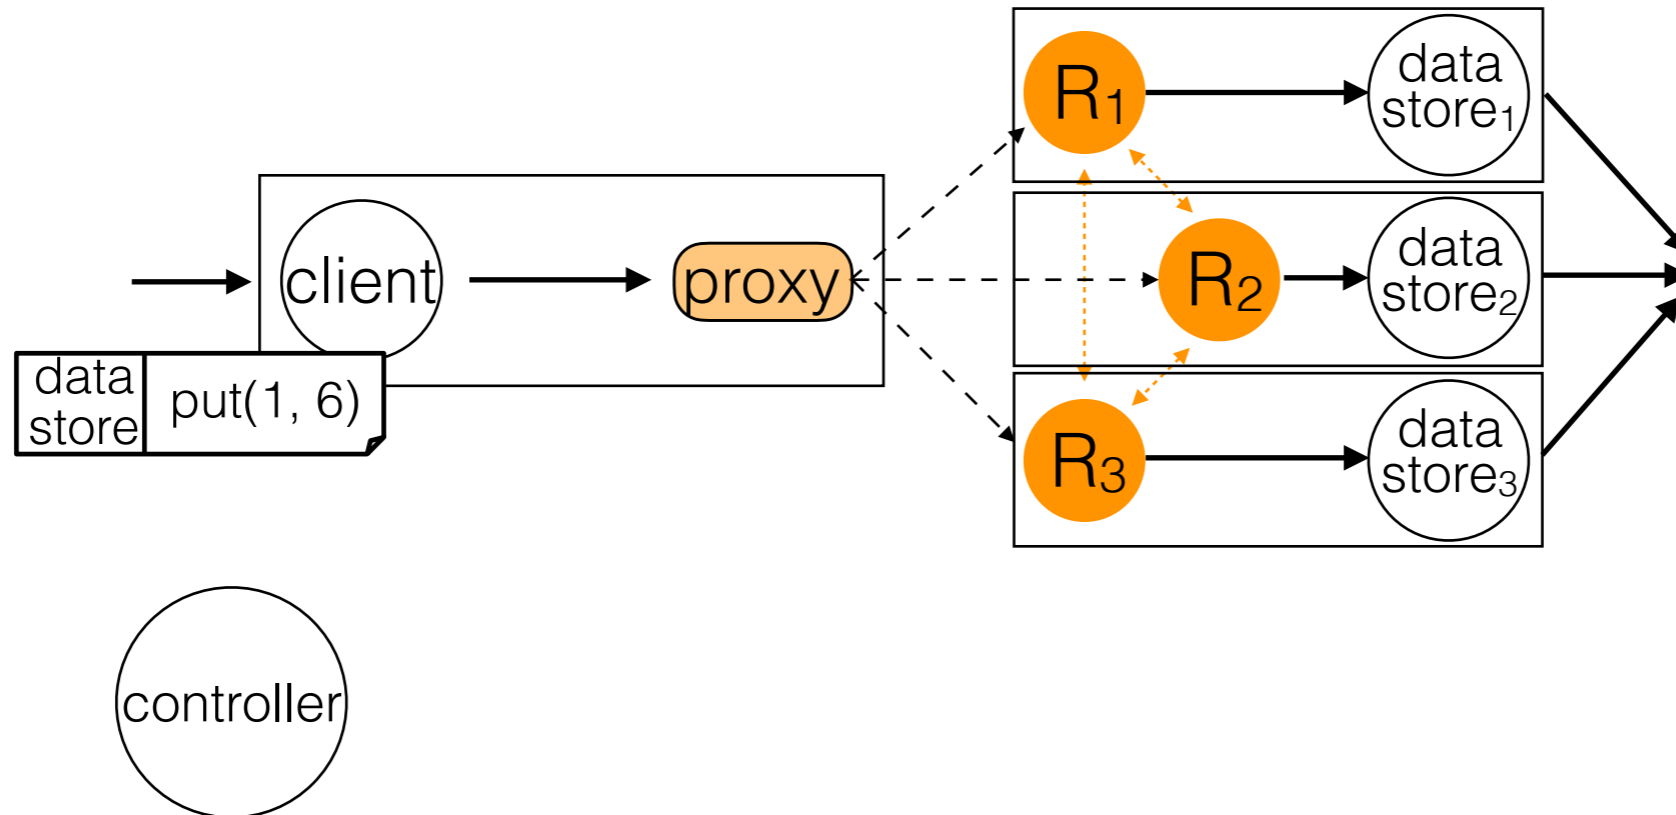 client
proxy
data
store
put(1, 6)
R1
data
store1
R2
data
store2
R3
data
store3
controller